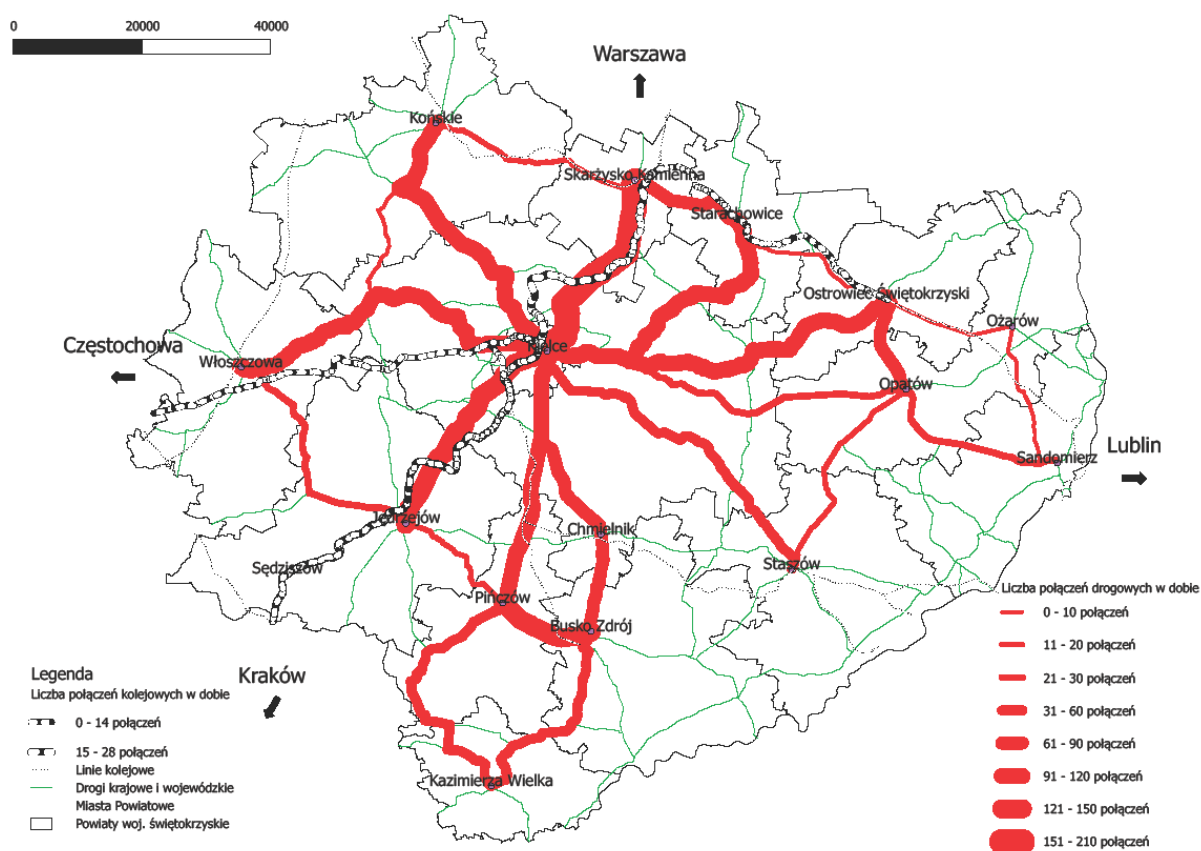 0 20000 40000
Warszawa
Końskie
Skarżysko Kamienna
Starachowice
Ostrowiec Świętokrzyski
Ożarów
Częstochowa
Włoszczowa
Kielce
Opatów
Lublin
Sandomierz
Jędrzejów
Chmielnik
Staszów
Sędziszów
Pińczów
Busko Zdrój
Kraków
Kazimierza Wielka
Legenda
Liczba połączeń kolejowych w dobie
0 - 14 połączeń
15 - 28 połączeń
Linie kolejowe
Drogi krajowe i wojewódzkie
Miasta Powiatowe
Powiaty woj. świętokrzyskie
Liczba połączeń drogowych w dobie
0 - 10 połączeń
11 - 20 połączeń
21 - 30 połączeń
31 - 60 połączeń
61 - 90 połączeń
91 - 120 połączeń
121 - 150 połączeń
151 - 210 połączeń